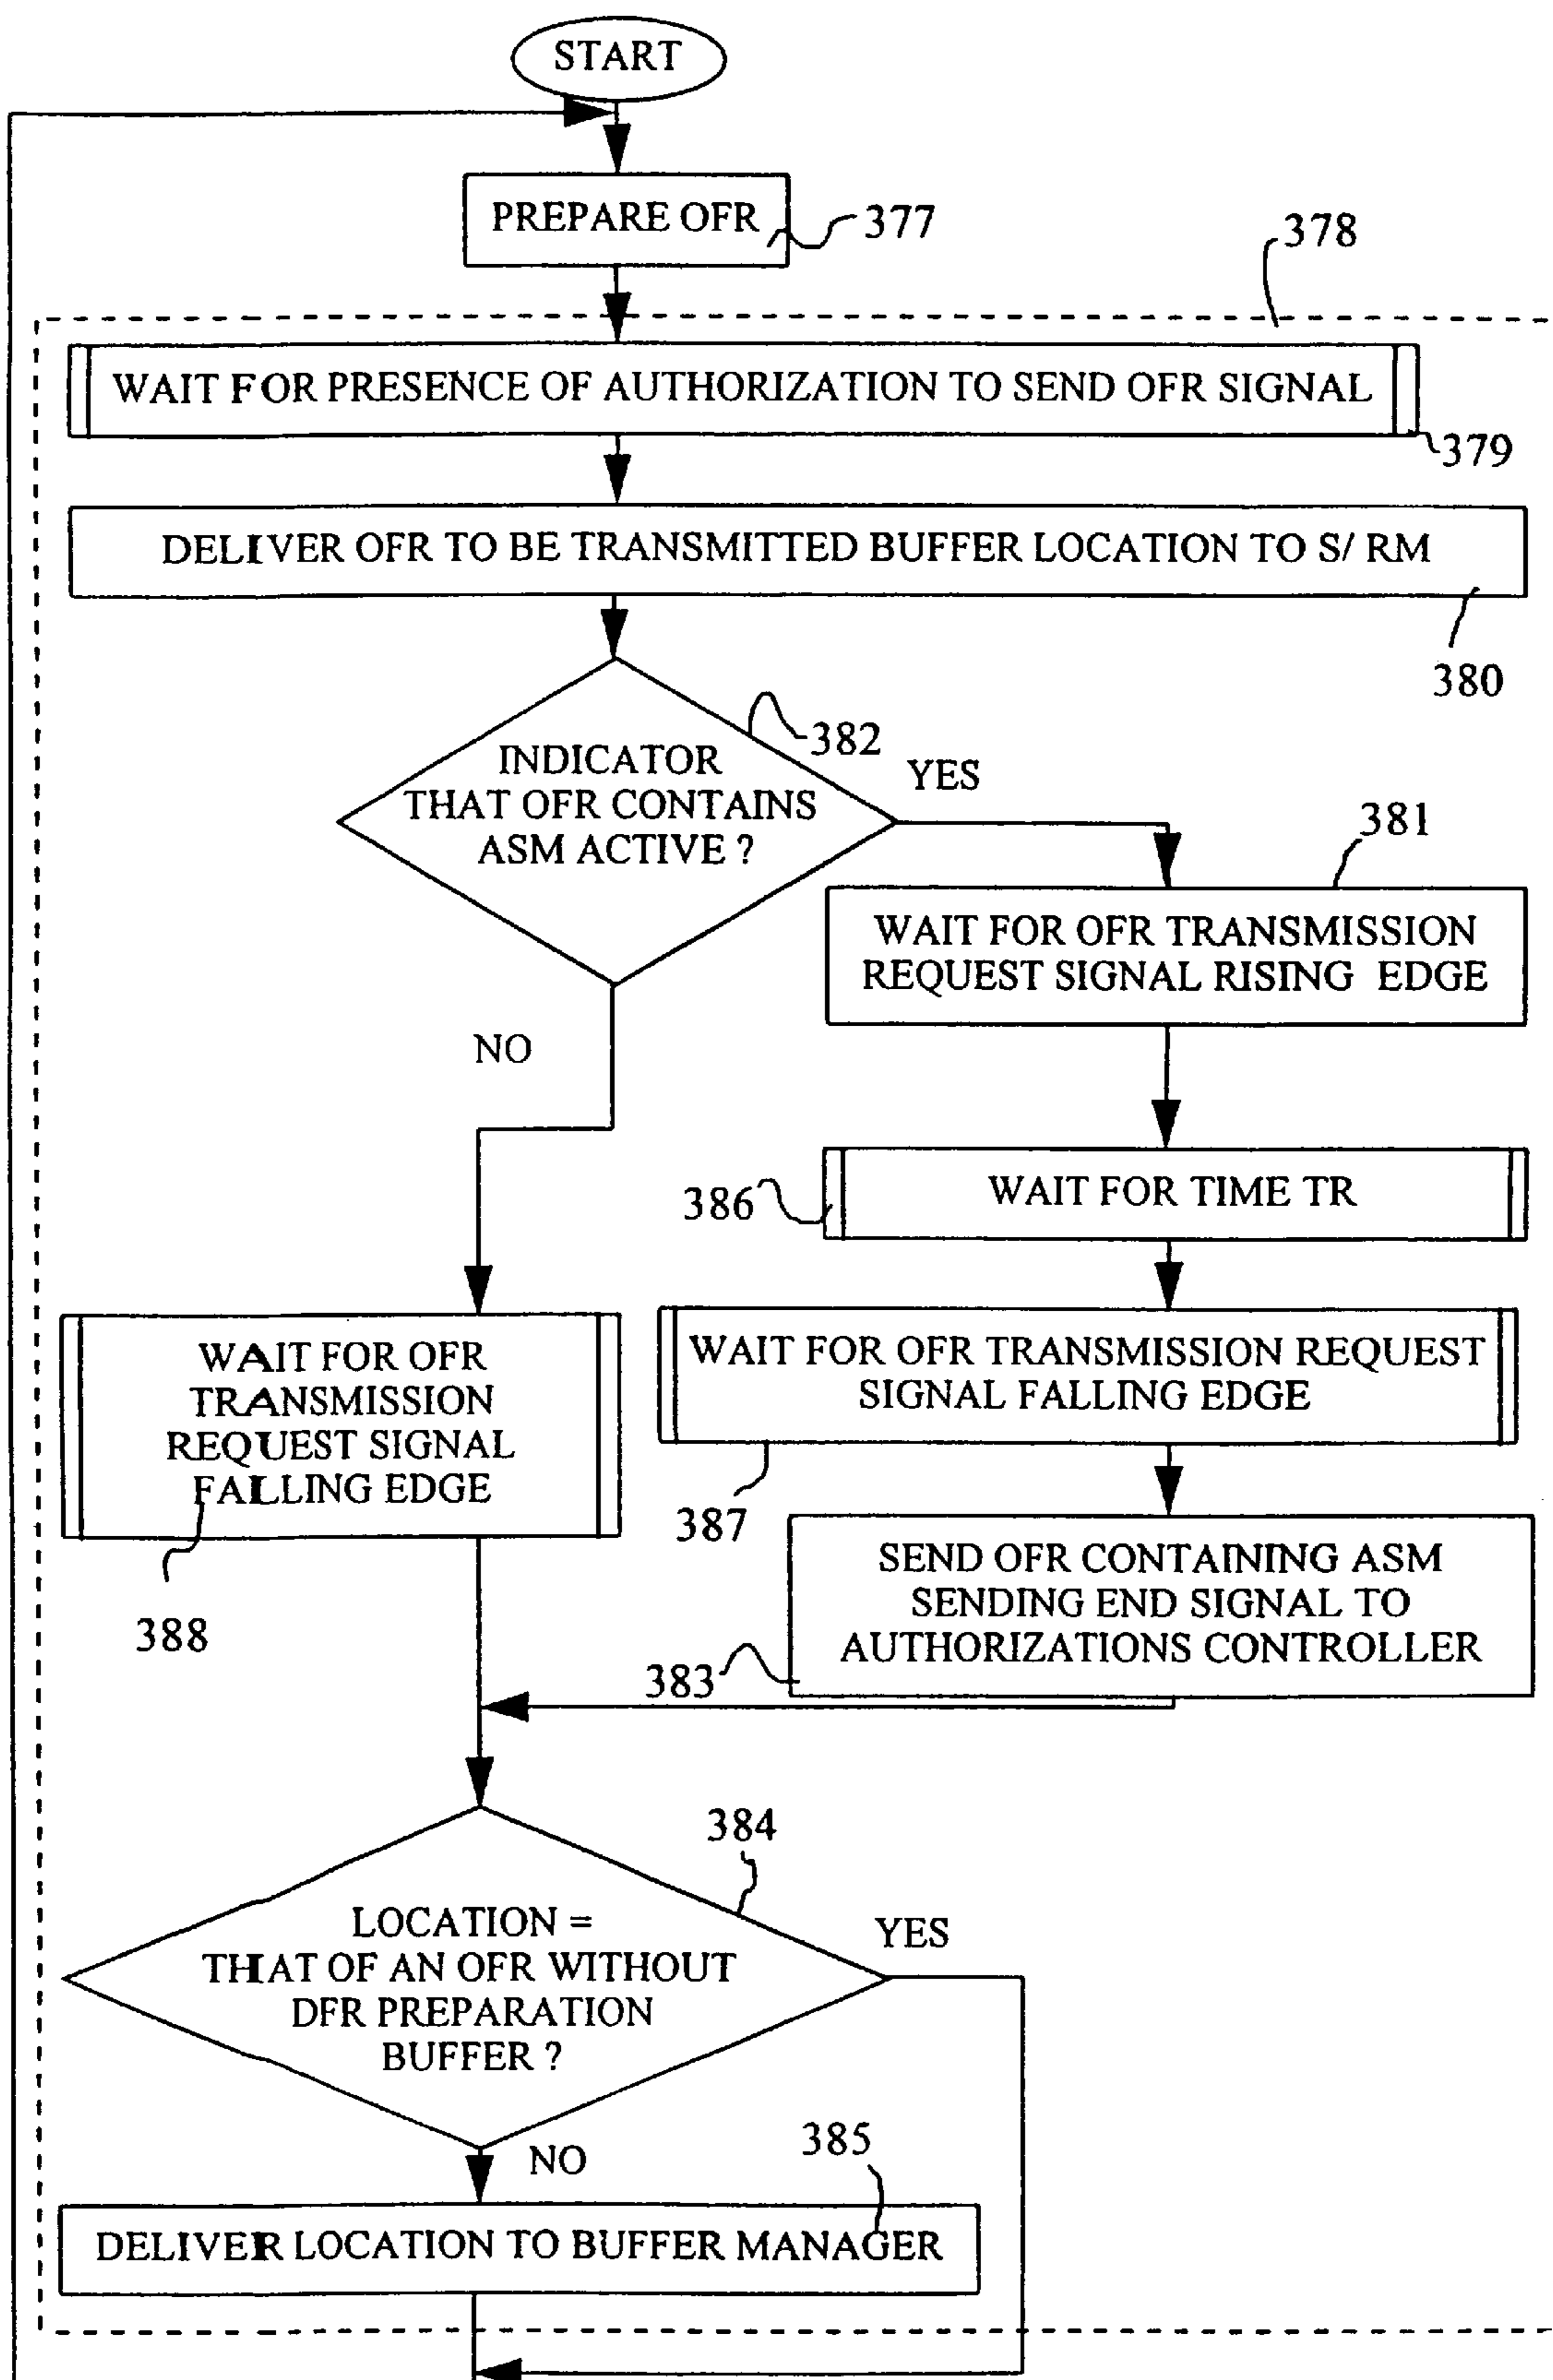 START
PREPARE OFR
377
378
WAIT FOR PRESENCE OF AUTHORIZATION TO SEND OFR SIGNAL
379
DELIVER OFR TO BE TRANSMITTED BUFFER LOCATION TO S/ RM
380
382
INDICATOR
THAT OFR CONTAINS
ASM ACTIVE ?
YES
381
WAIT FOR OFR TRANSMISSION
REQUEST SIGNAL RISING EDGE
NO
386
WAIT FOR TIME TR
WAIT FOR OFR
TRANSMISSION
REQUEST SIGNAL
FALLING EDGE
388
WAIT FOR OFR TRANSMISSION REQUEST
SIGNAL FALLING EDGE
387
SEND OFR CONTAINING ASM
SENDING END SIGNAL TO
AUTHORIZATIONS CONTROLLER
383
384
LOCATION =
THAT OF AN OFR WITHOUT
DFR PREPARATION
BUFFER ?
YES
NO
385
DELIVER LOCATION TO BUFFER MANAGER